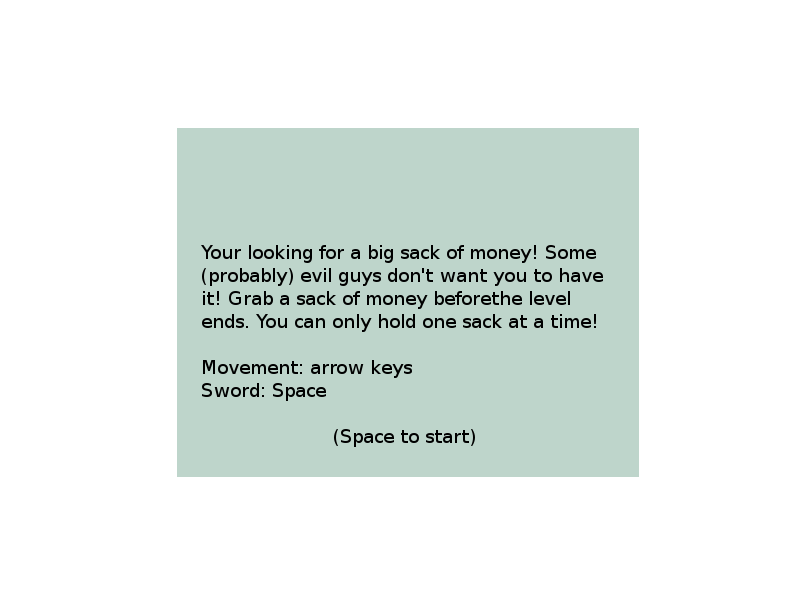 Your looking for a big sack of money! Some
(probably) evil guys don't want you to have
it! Grab a sack of money beforethe level
ends. You can only hold one sack at a time!
Movement: arrow keys
Sword: Space
(Space to start)